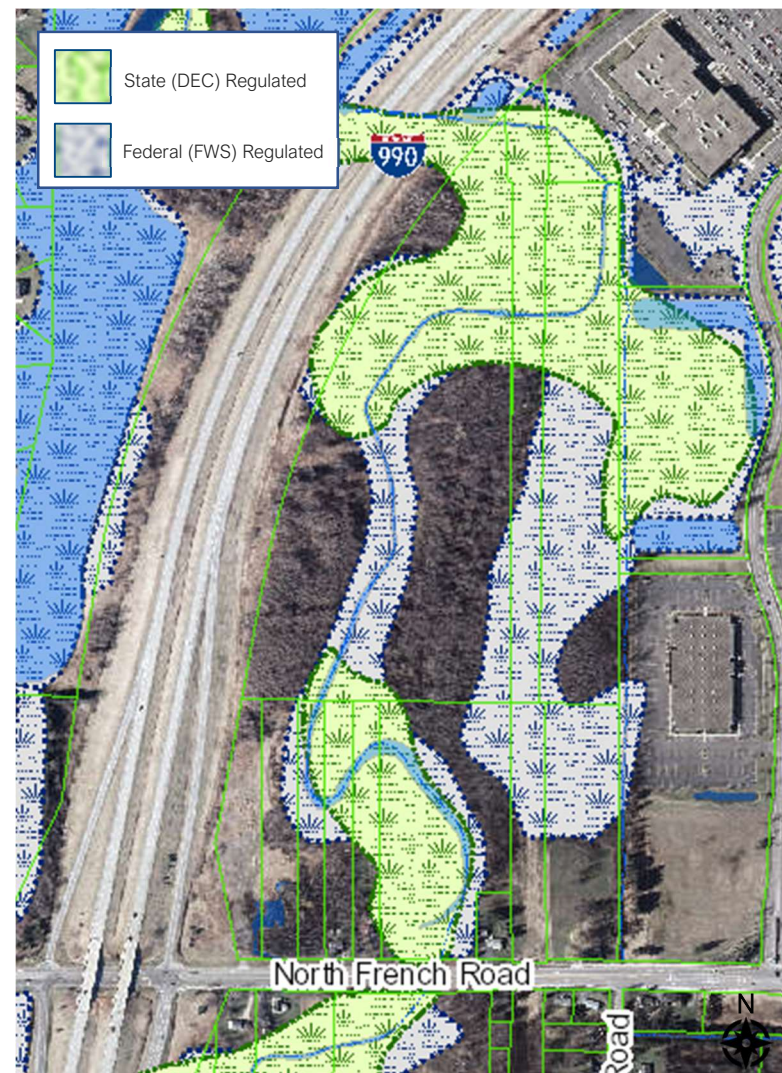 State (DEC) Regulated
Federal (FWS) Regulated
990
North French Road
Road
N